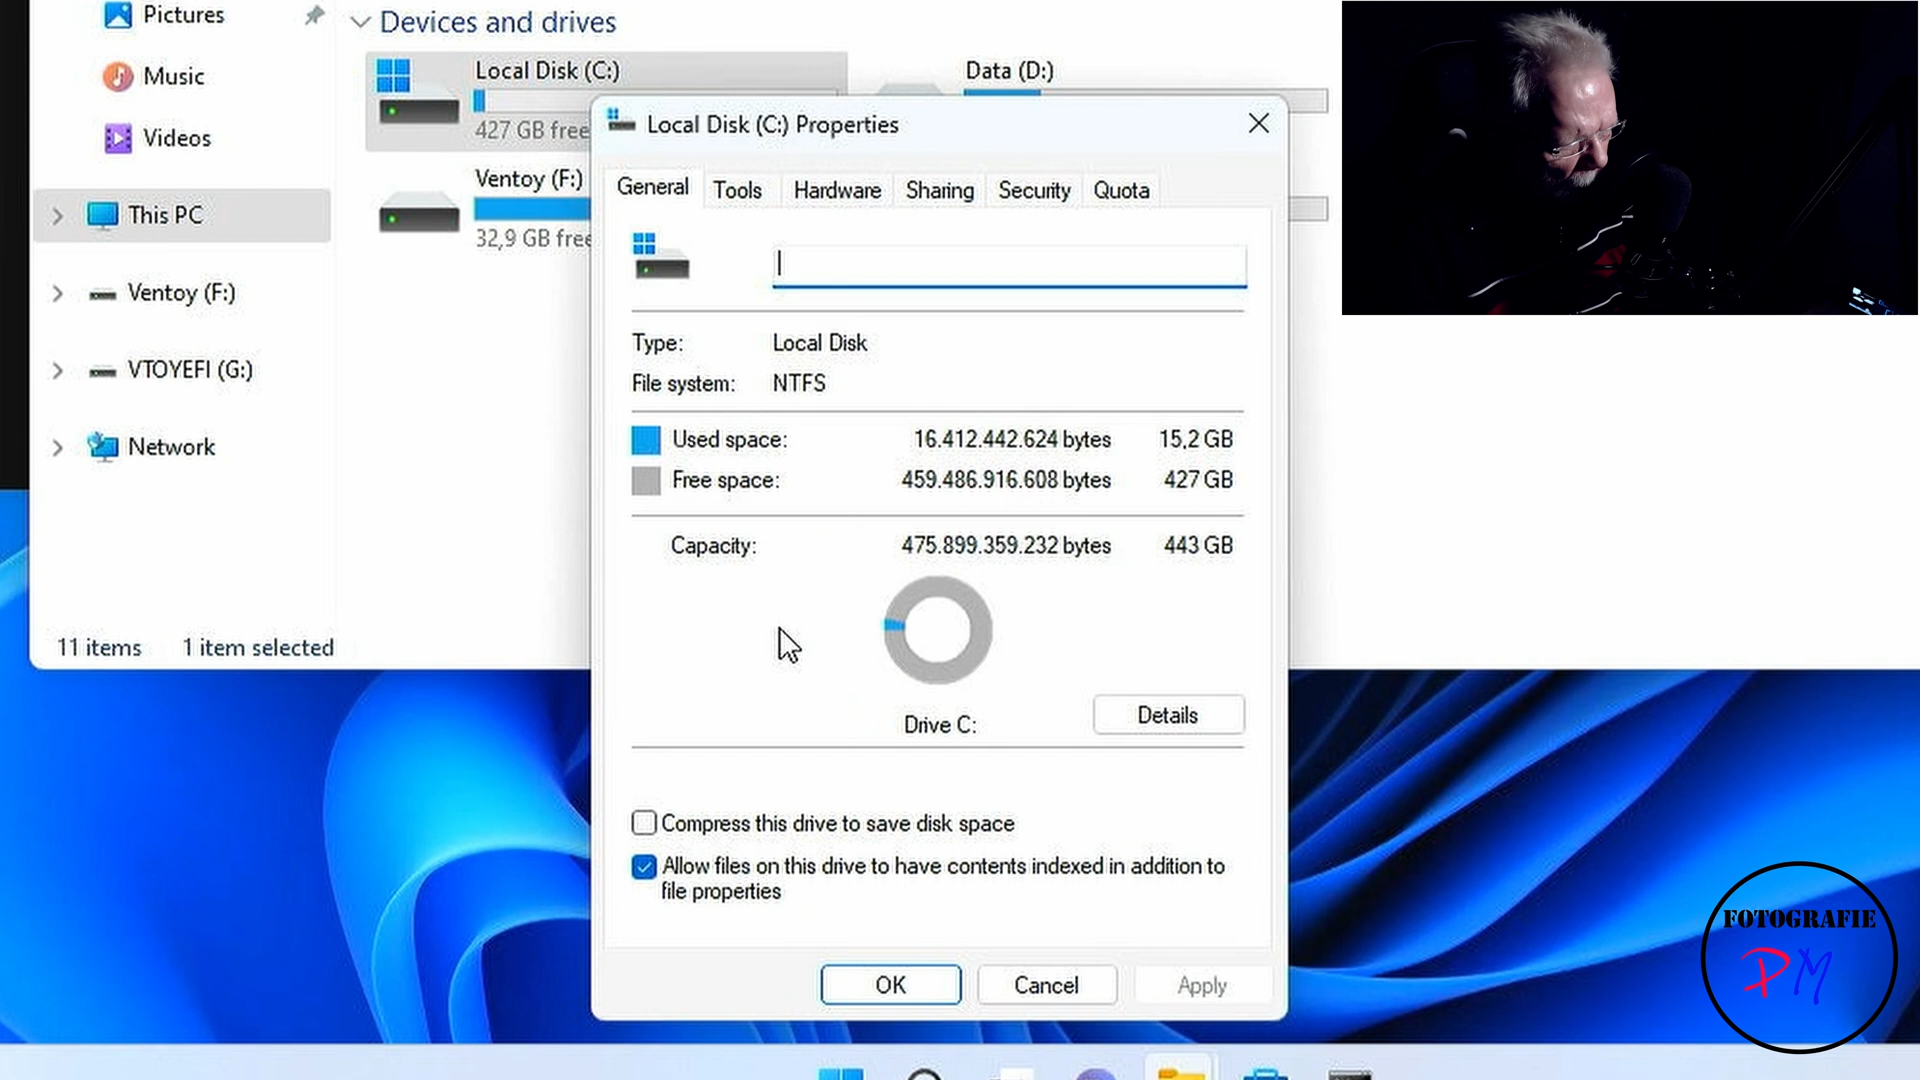 Pictures
Music
Videos
This PC
Ventoy (F:)
VTOYEFI (G:)
Network
11 items 1 item selected
Devices and drives
Local Disk (C:)
427 GB free
Ventoy (F:)
32,9 GB free
Data (D:)
Local Disk (C:) Properties
General Tools Hardware Sharing Security Quota
Type: Local Disk
File system: NTFS
Used space: 16.412.442.624 bytes 15,2 GB
Free space: 459.486.916.608 bytes 427 GB
Capacity: 475.899.359.232 bytes 443 GB
Drive C:
Details
Compress this drive to save disk space
Allow files on this drive to have contents indexed in addition to
file properties
OK Cancel Apply
FOTOGRAFIE
PM